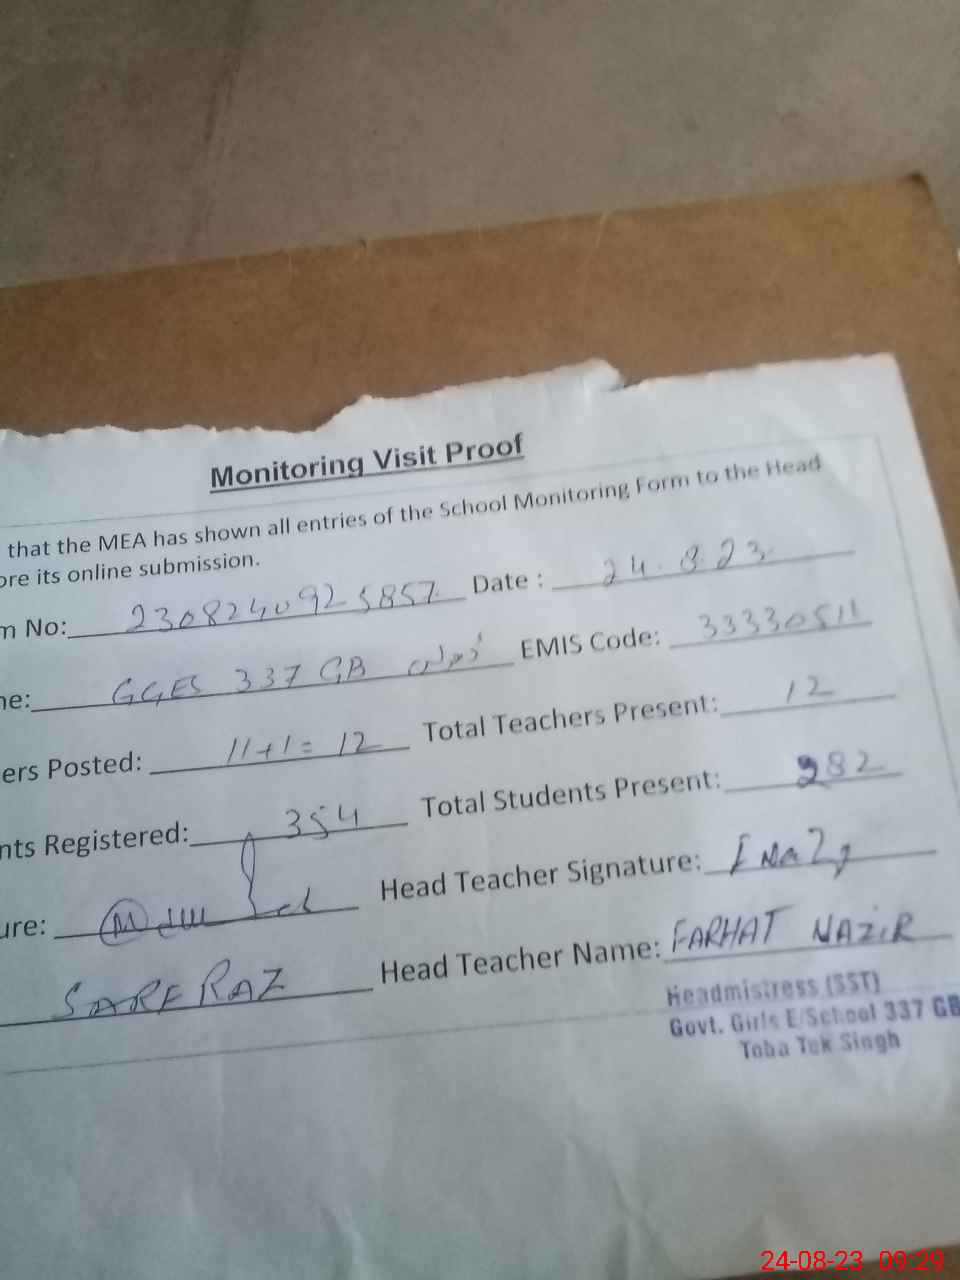 Monitoring Visit Proof
that the MEA has shown all entries of the School Monitoring Form to the Head
ore its online submission.
m No: 2308240925857 Date : 24.8.23
ne: GGES 337 GB EMIS Code: 33330511
ers Posted: 11+1= 12 Total Teachers Present: 12
nts Registered: 354 Total Students Present: 282
ure: Head Teacher Signature:
SARFRAZ Head Teacher Name: FARHAT NAZIR
Headmistress (SST)
Govt. Girls E/School 337 GB
Toba Tek Singh
24-08-23 09:29